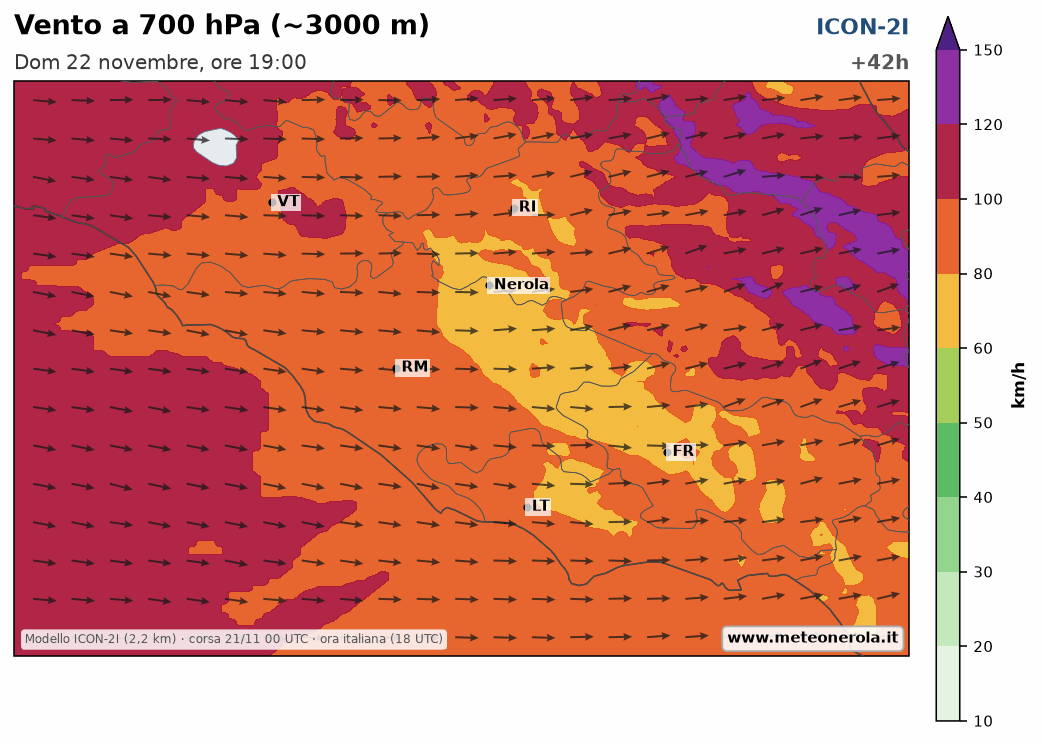 Vento a 700 hPa (~3000 m)
ICON-2I
Dom 22 novembre, ore 19:00
+42h
150
120
100
80
60
50
40
30
20
10
km/h
VT
RI
Nerola
RM
FR
LT
Modello ICON-2I (2,2 km) · corsa 21/11 00 UTC · ora italiana (18 UTC)
www.meteonerola.it